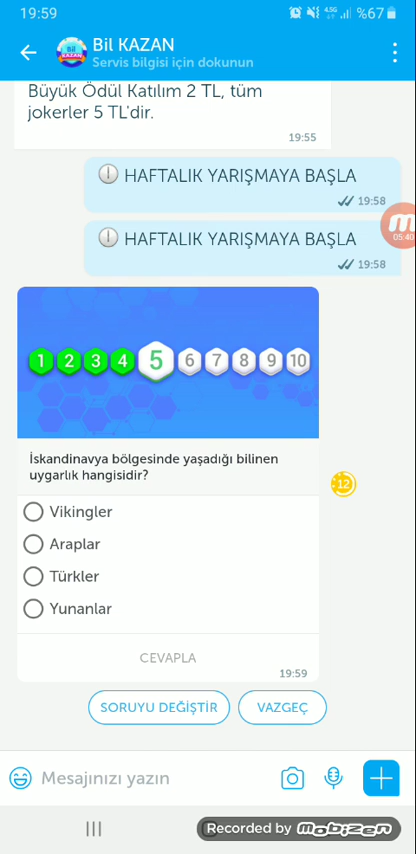 19:59
4.5G
%67
Bil KAZAN
Servis bilgisi için dokunun
Büyük Ödül Katılım 2 TL, tüm
jokerler 5 TL'dir.
19:55
HAFTALIK YARIŞMAYA BAŞLA
19:58
05:40
HAFTALIK YARIŞMAYA BAŞLA
19:58
1 2 3 4 5 6 7 8 9 10
İskandinavya bölgesinde yaşadığı bilinen
uygarlık hangisidir?
12
Vikingler
Araplar
Türkler
Yunanlar
CEVAPLA
19:59
SORUYU DEĞİŞTİR
VAZGEÇ
Mesajınızı yazın
Recorded by mobizen